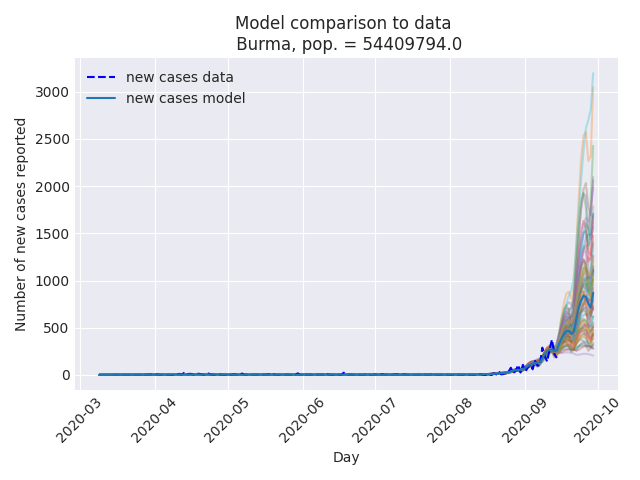 Model comparison to data
Burma, pop. = 54409794.0
new cases data
new cases model
Number of new cases reported
3000
2500
2000
1500
1000
500
0
2020-03
2020-04
2020-05
2020-06
2020-07
2020-08
2020-09
2020-10
Day